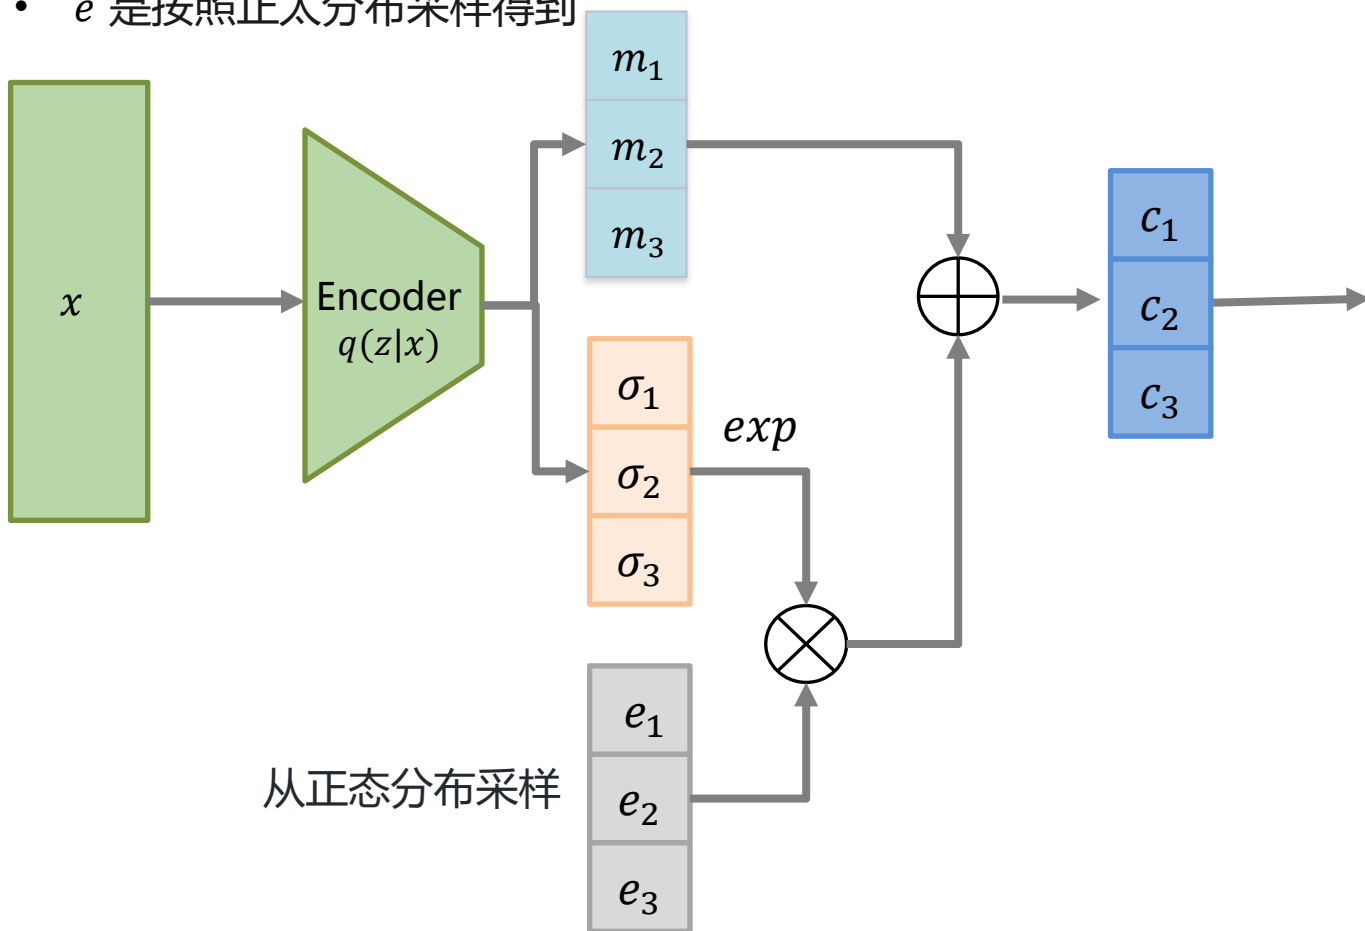 • e 是按照正太分布采样得到
m₁
m₂
m₃
x
Encoder
q(z|x)
σ₁
σ₂
σ₃
exp
c₁
c₂
c₃
从正态分布采样
e₁
e₂
e₃